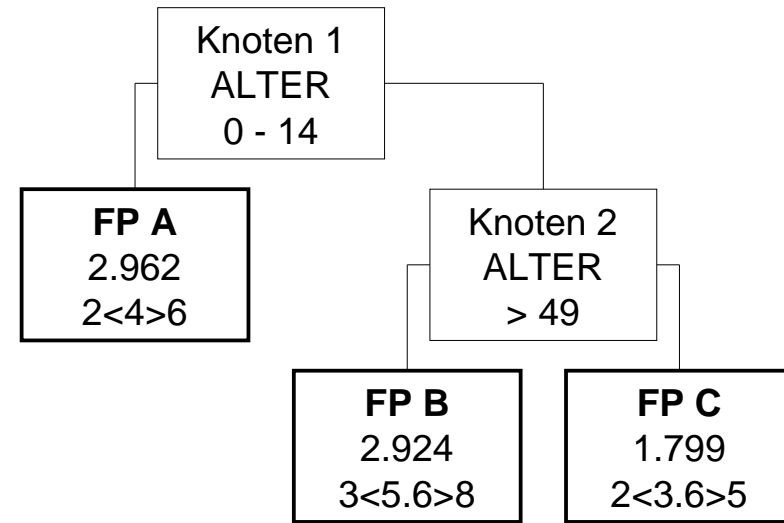 Knoten 1
ALTER
0 - 14
FP A
2.962
2<4>6
Knoten 2
ALTER
> 49
FP B
2.924
3<5.6>8
FP C
1.799
2<3.6>5